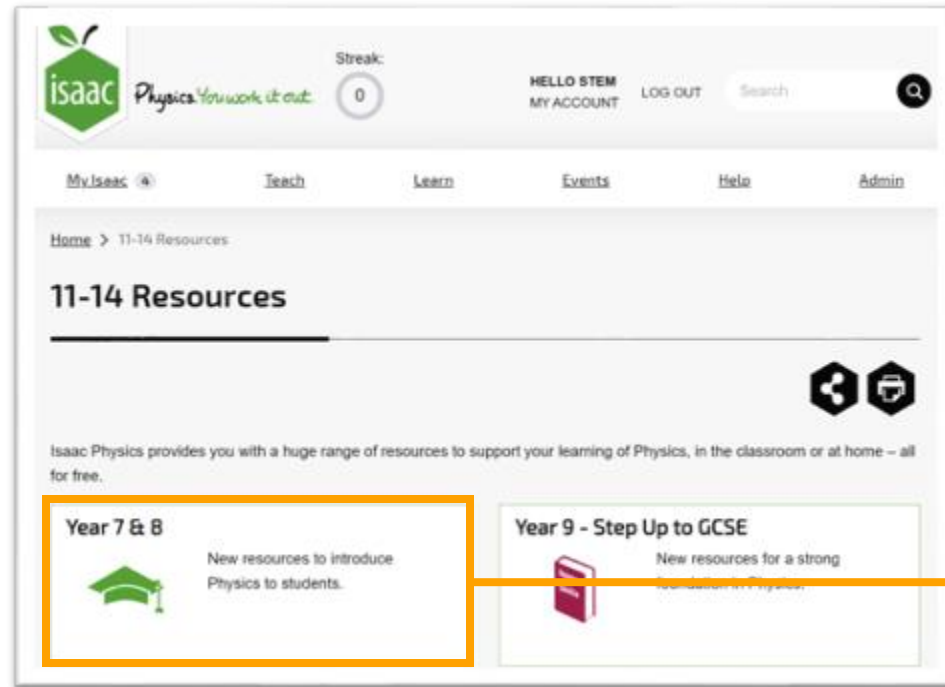 Streak:
isaac Physics You work it out
0
HELLO STEM
MY ACCOUNT
LOG OUT
Search
My Isaac 4
Teach
Learn
Events
Help
Admin
Home > 11-14 Resources
11-14 Resources
Isaac Physics provides you with a huge range of resources to support your learning of Physics, in the classroom or at home – all
for free.
Year 7 & 8
New resources to introduce
Physics to students.
Year 9 - Step Up to GCSE
New resources for a strong
foundation in Physics.